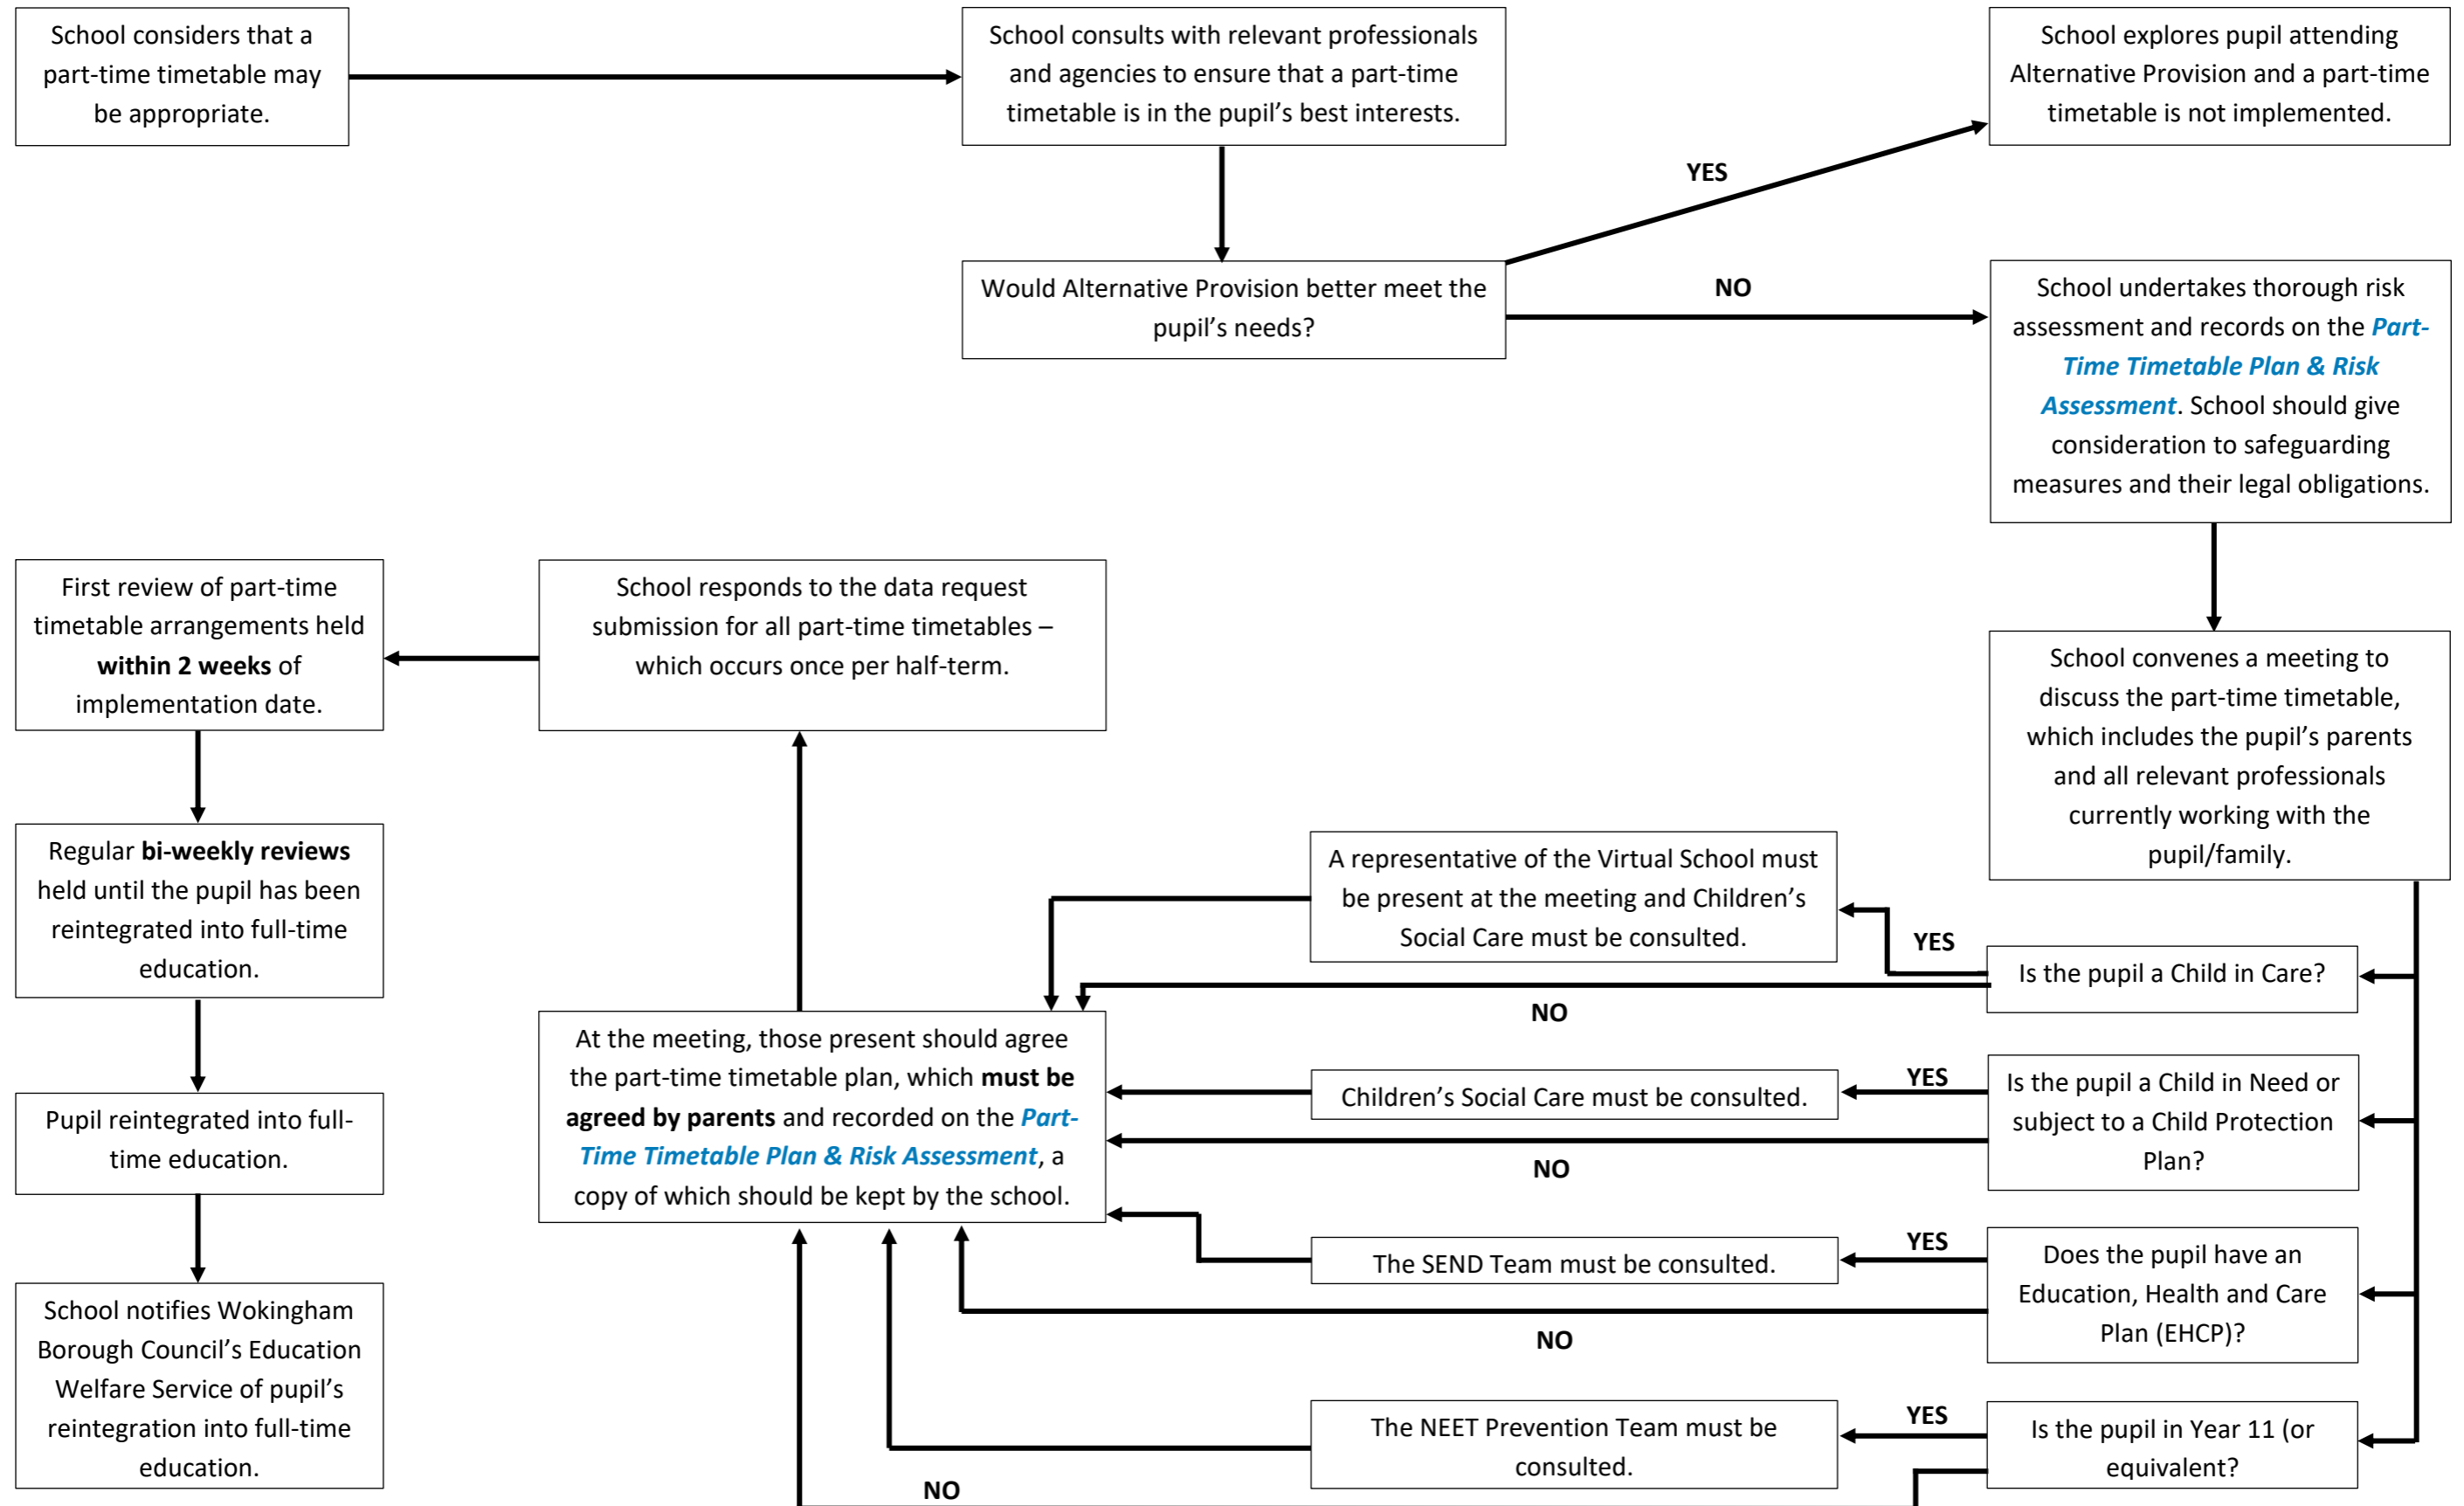 School considers that a
part-time timetable may
be appropriate.
School consults with relevant professionals
and agencies to ensure that a part-time
timetable is in the pupil’s best interests.
School explores pupil attending
Alternative Provision and a part-time
timetable is not implemented.
YES
Would Alternative Provision better meet the
pupil’s needs?
NO
School undertakes thorough risk
assessment and records on the Part-
Time Timetable Plan & Risk
Assessment. School should give
consideration to safeguarding
measures and their legal obligations.
School convenes a meeting to
discuss the part-time timetable,
which includes the pupil’s parents
and all relevant professionals
currently working with the
pupil/family.
Is the pupil a Child in Care?
YES
A representative of the Virtual School must
be present at the meeting and Children’s
Social Care must be consulted.
NO
Is the pupil a Child in Need or
subject to a Child Protection
Plan?
YES
Children’s Social Care must be consulted.
NO
Does the pupil have an
Education, Health and Care
Plan (EHCP)?
YES
The SEND Team must be consulted.
NO
Is the pupil in Year 11 (or
equivalent?
YES
The NEET Prevention Team must be
consulted.
NO
At the meeting, those present should agree
the part-time timetable plan, which must be
agreed by parents and recorded on the Part-
Time Timetable Plan & Risk Assessment, a
copy of which should be kept by the school.
School responds to the data request
submission for all part-time timetables –
which occurs once per half-term.
First review of part-time
timetable arrangements held
within 2 weeks of
implementation date.
Regular bi-weekly reviews
held until the pupil has been
reintegrated into full-time
education.
Pupil reintegrated into full-
time education.
School notifies Wokingham
Borough Council’s Education
Welfare Service of pupil’s
reintegration into full-time
education.